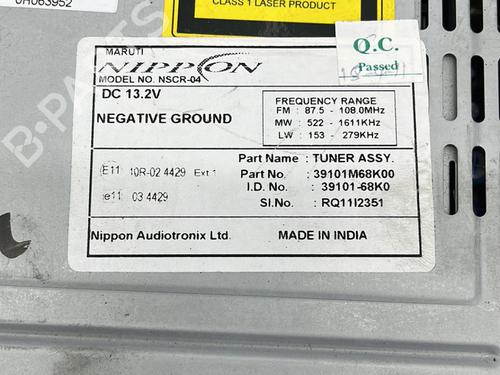 0H063952
CLASS 1 LASER PRODUCT
MARUTI
NIPPON
MODEL NO. NSCR-04
Q.C.
Passed
DC 13.2V
NEGATIVE GROUND
FREQUENCY RANGE
FM : 87.5 - 108.0MHz
MW : 522 - 1611KHz
LW : 153 - 279KHz
E11 10R-02 4429 Ext 1
e11 03 4429
Part Name : TUNER ASSY.
Part No. : 39101M68K00
I.D. No. : 39101-68K0
Sl.No. : RQ11I2351
Nippon Audiotronix Ltd.
MADE IN INDIA